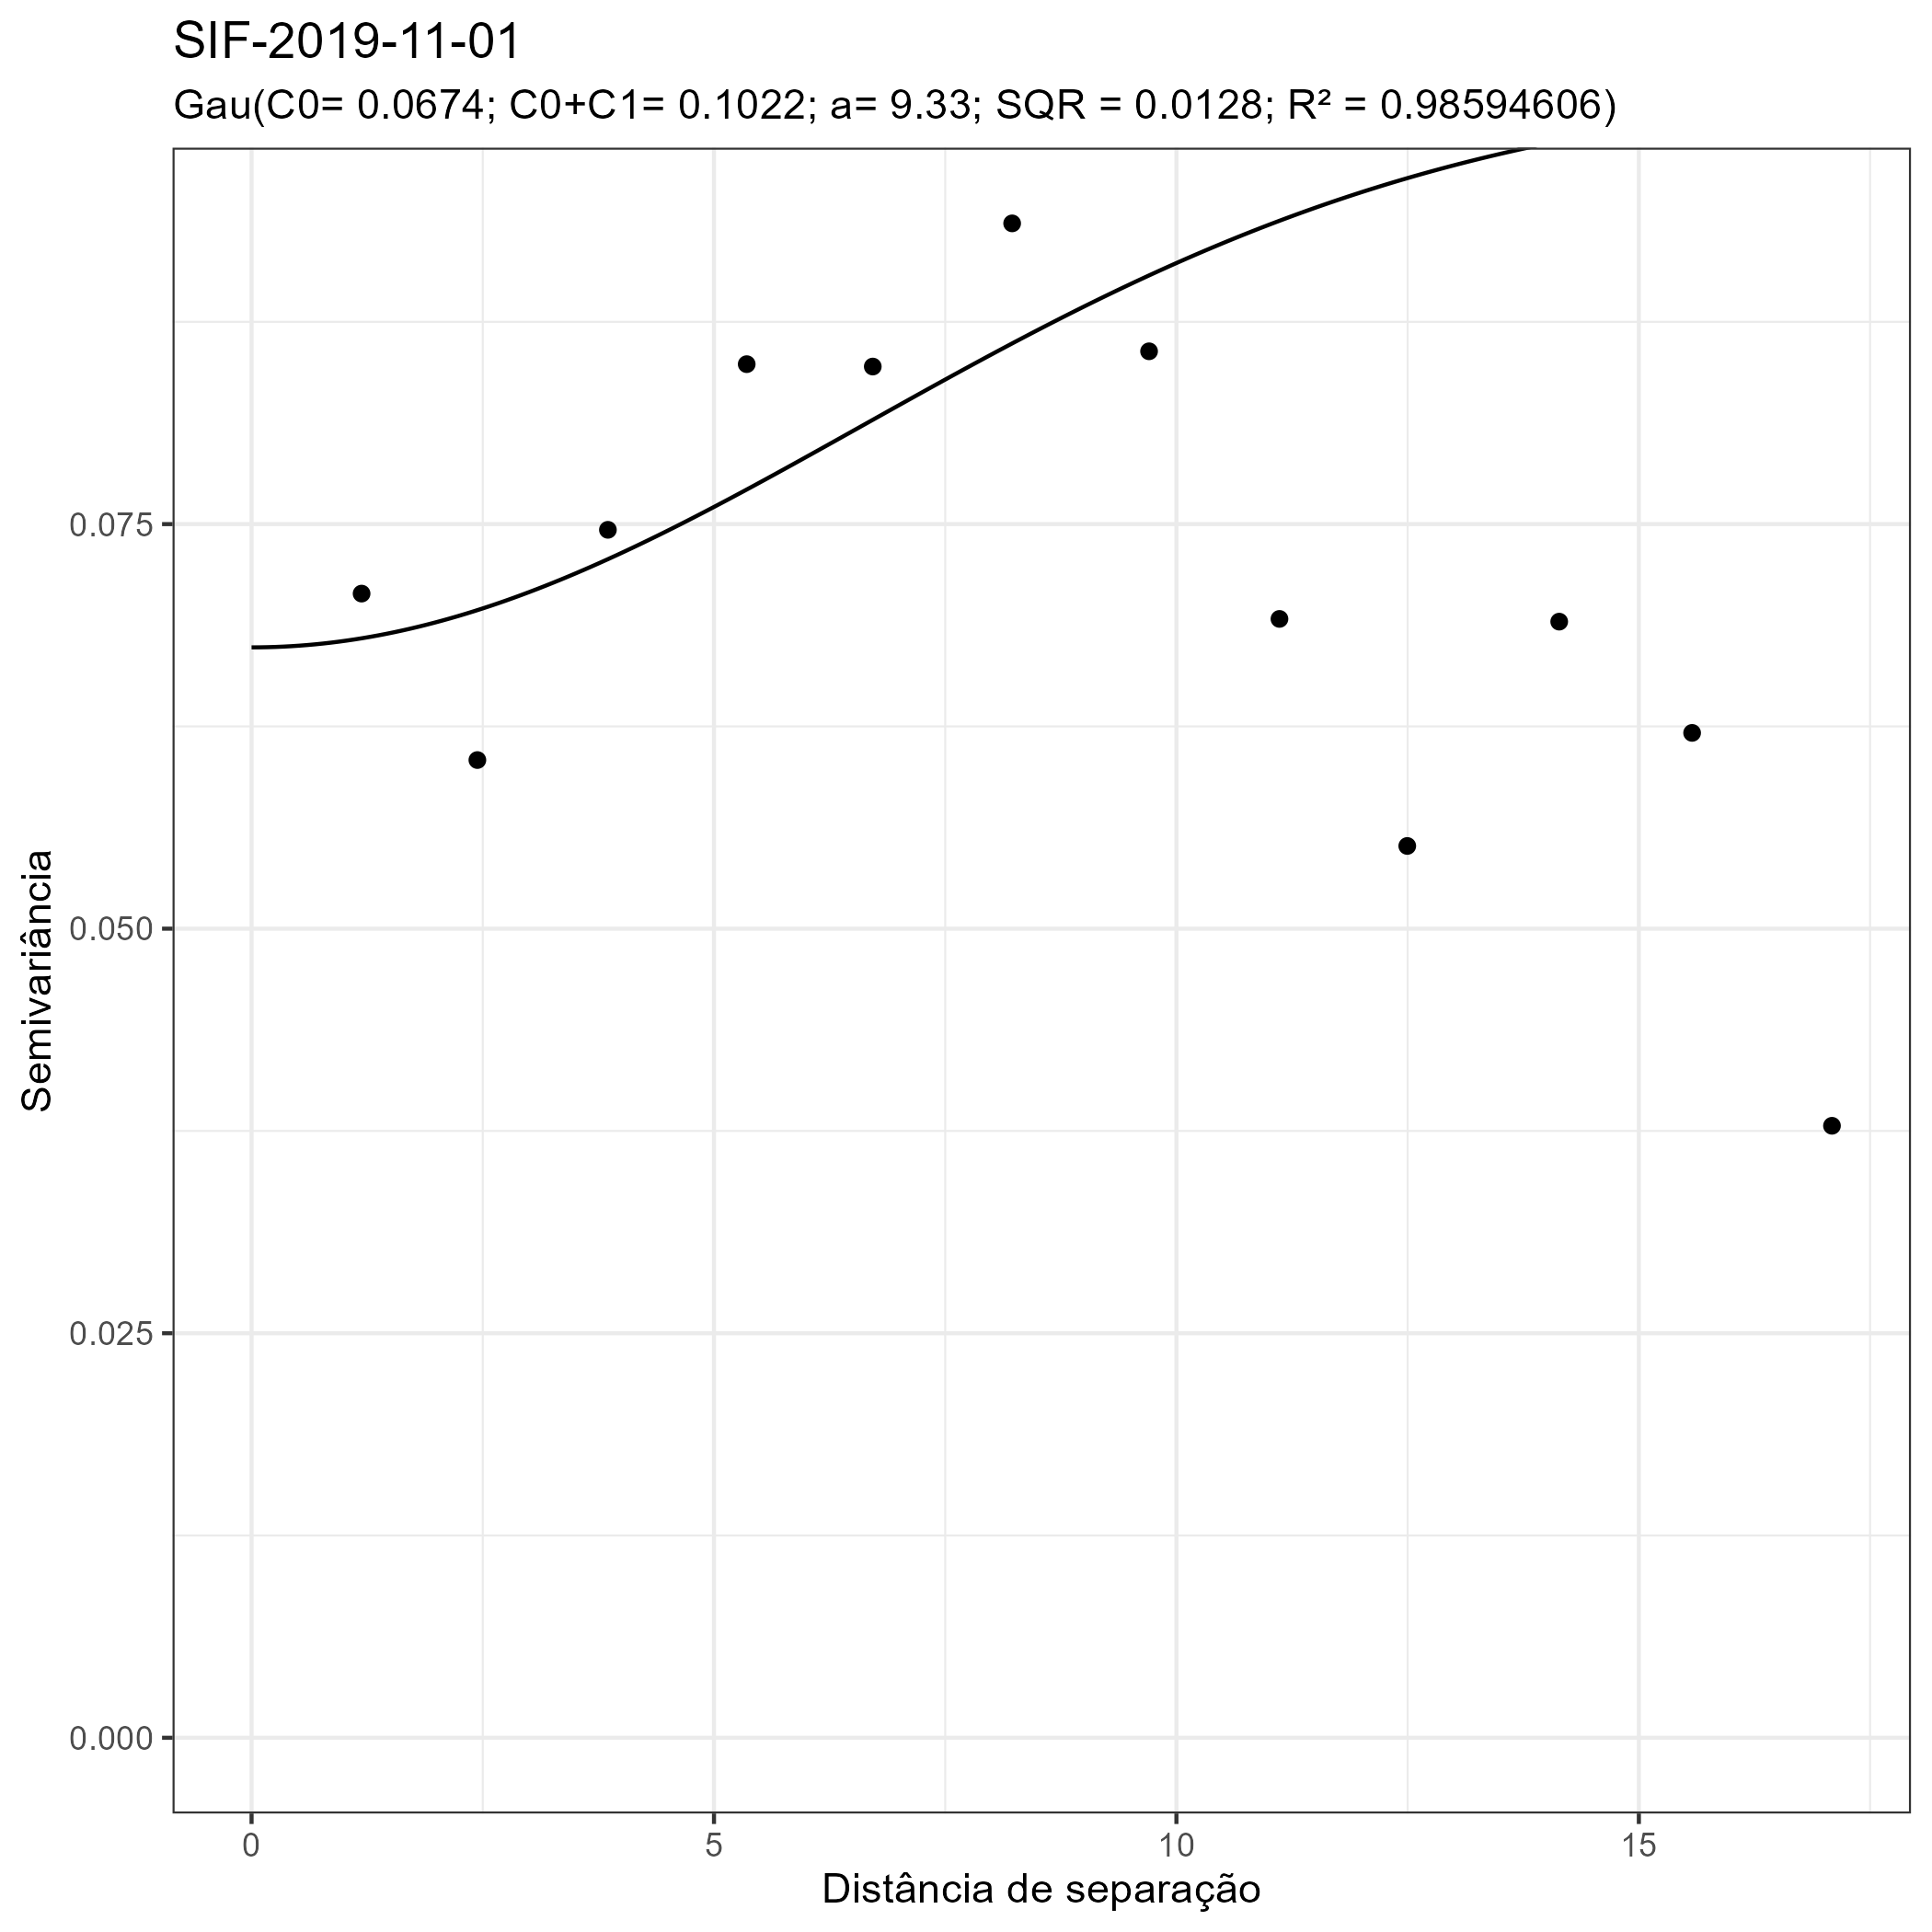 SIF-2019-11-01
Gau(C0= 0.0674; C0+C1= 0.1022; a= 9.33; SQR = 0.0128; R² = 0.98594606)
Semivariância
0.075
0.050
0.025
0.000
0
5
10
15
Distância de separação